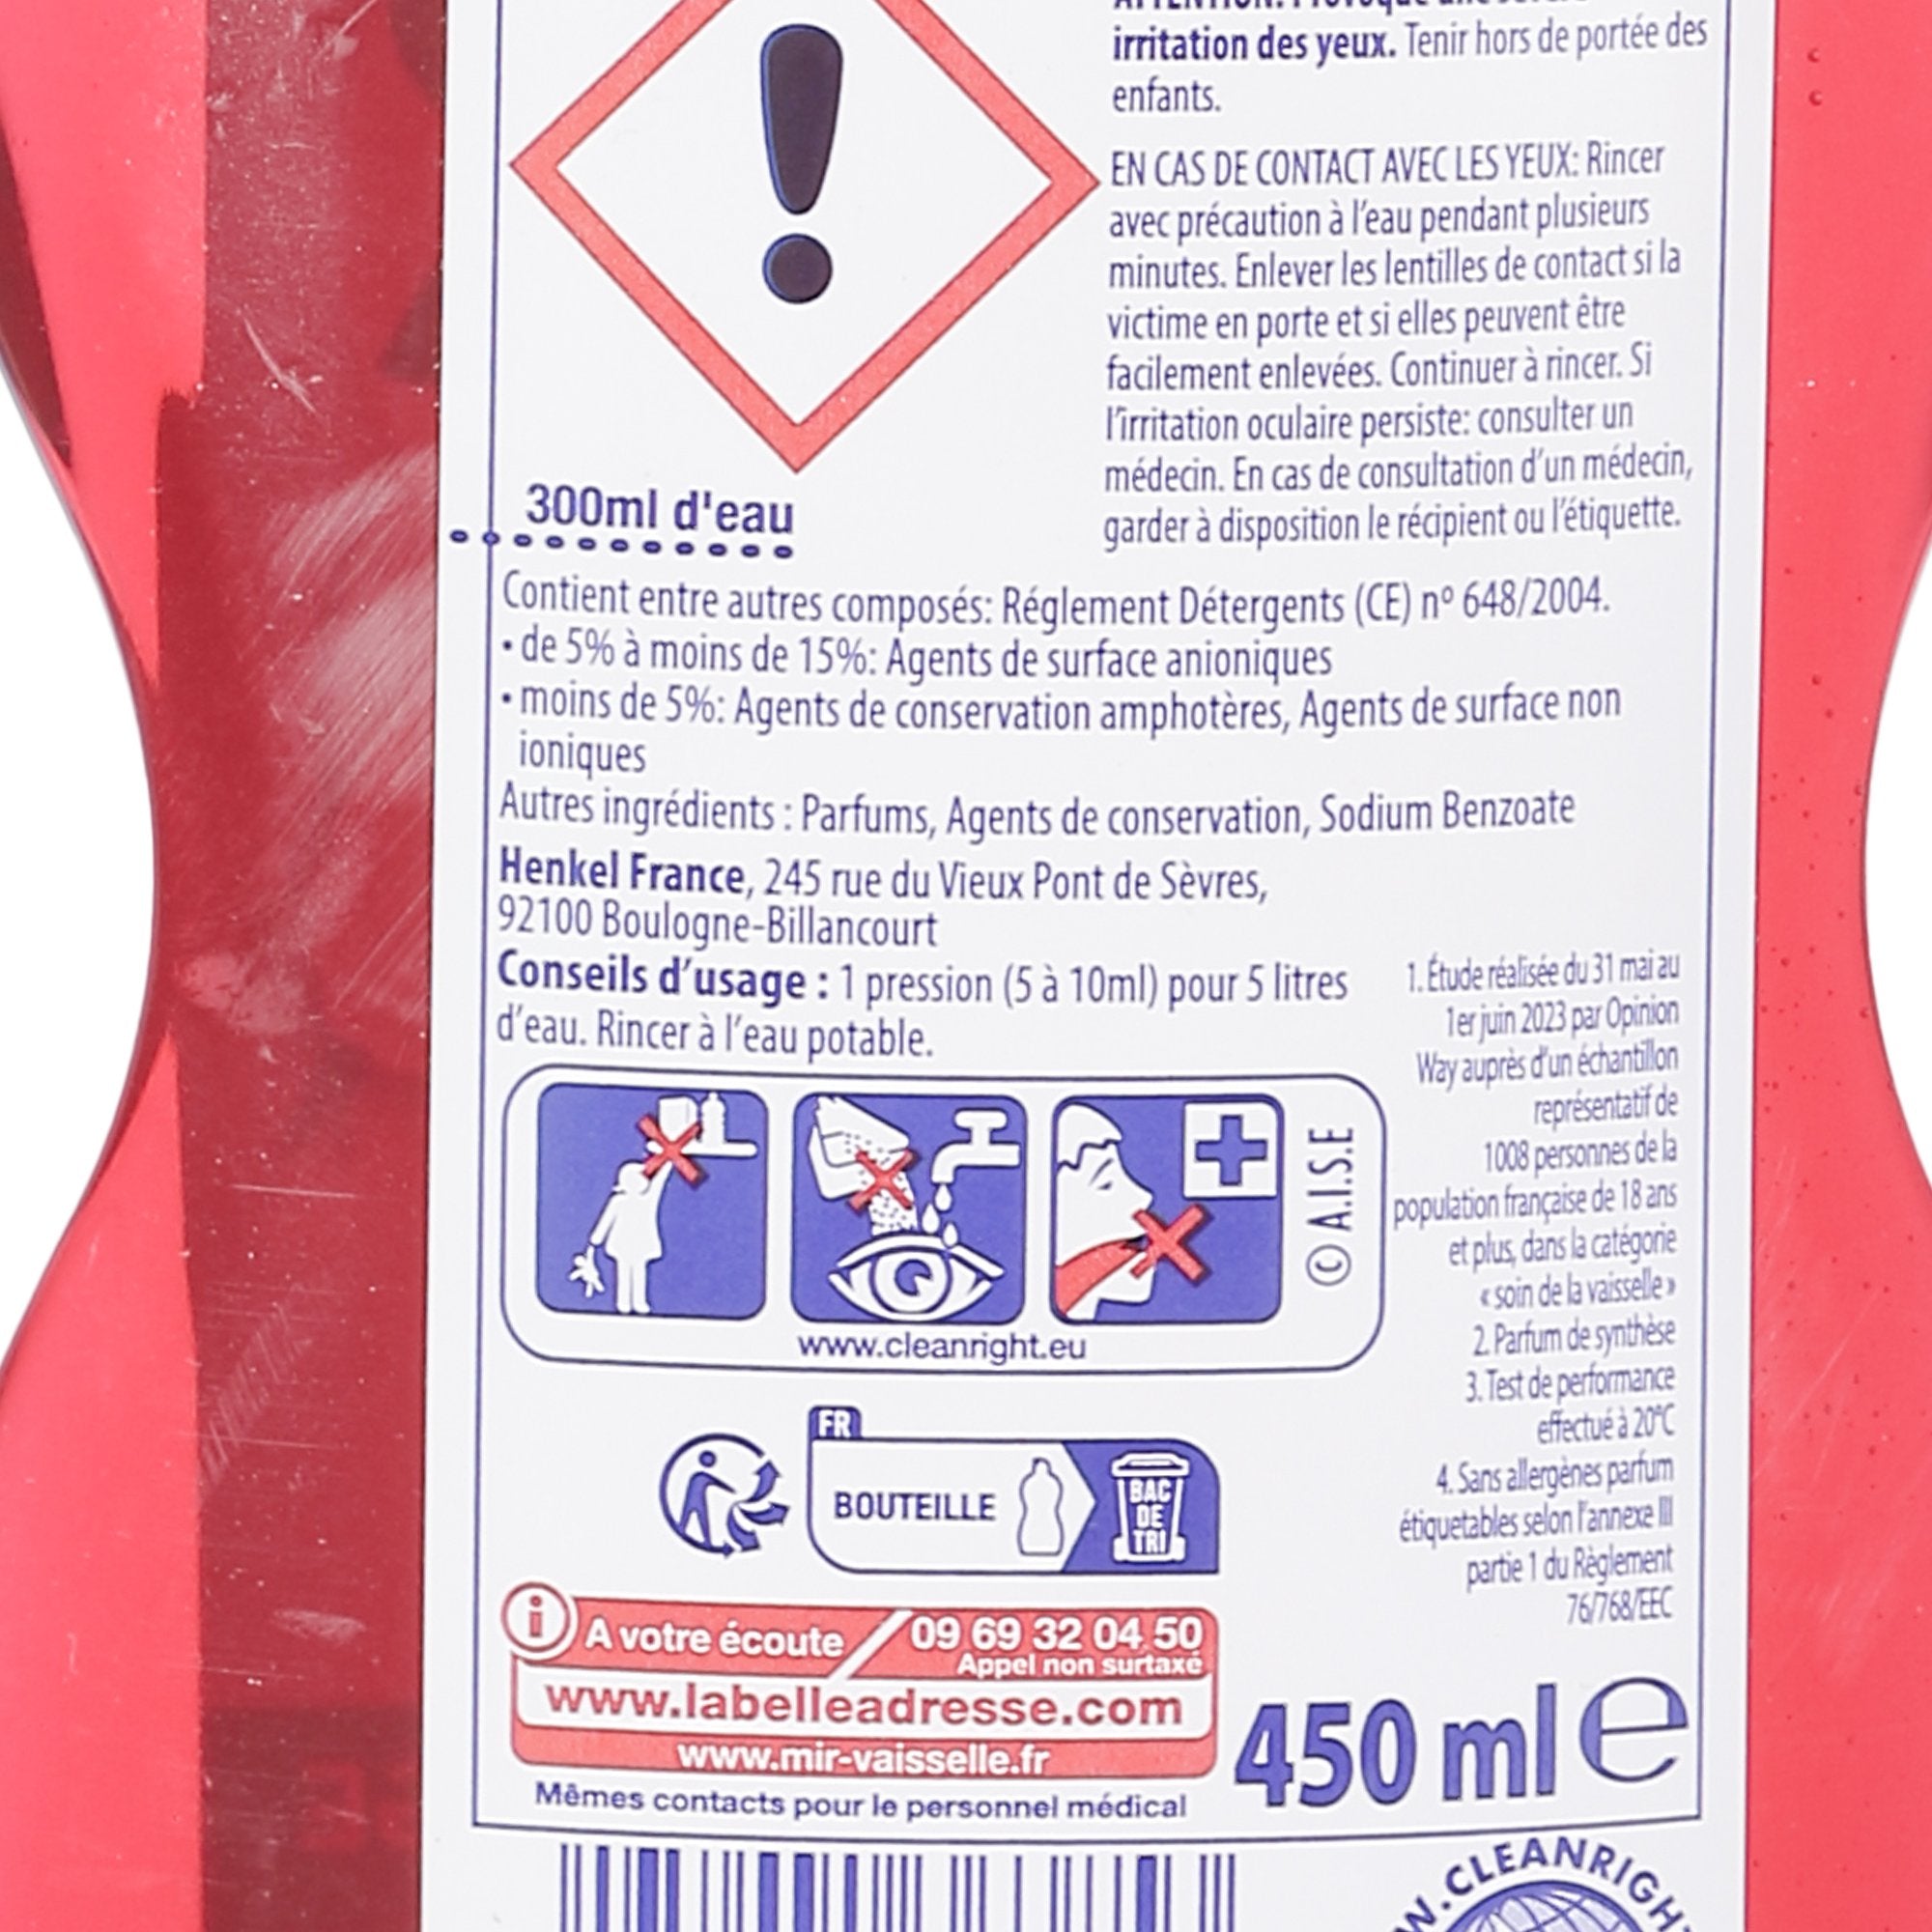 ATTENTION: Provoque une sévère
irritation des yeux. Tenir hors de portée des
enfants.
EN CAS DE CONTACT AVEC LES YEUX: Rincer
avec précaution à l'eau pendant plusieurs
minutes. Enlever les lentilles de contact si la
victime en porte et si elles peuvent être
facilement enlevées. Continuer à rincer. Si
l'irritation oculaire persiste: consulter un
médecin. En cas de consultation d'un médecin,
garder à disposition le récipient ou l'étiquette.
300ml d'eau
Contient entre autres composés: Réglement Détergents (CE) nº 648/2004.
• de 5% à moins de 15%: Agents de surface anioniques
• moins de 5%: Agents de conservation amphotères, Agents de surface non
ioniques
Autres ingrédients : Parfums, Agents de conservation, Sodium Benzoate
Henkel France, 245 rue du Vieux Pont de Sèvres,
92100 Boulogne-Billancourt
Conseils d'usage : 1 pression (5 à 10ml) pour 5 litres
d'eau. Rincer à l'eau potable.
© A.I.S.E
www.cleanright.eu
1. Étude réalisée du 31 mai au
1er juin 2023 par Opinion
Way auprès d'un échantillon
représentatif de
1008 personnes de la
population française de 18 ans
et plus, dans la catégorie
« soin de la vaisselle »
2. Parfum de synthèse
3. Test de performance
effectué à 20°C
4. Sans allergènes parfum
étiquetables selon l'annexe III
partie 1 du Règlement
76/768/EEC
FR
BOUTEILLE
BAC
DE
TRI
i
A votre écoute
09 69 32 04 50
Appel non surtaxé
www.labelleadresse.com
www.mir-vaisselle.fr
Mêmes contacts pour le personnel médical
450 ml e
W.CLEANRIGHT